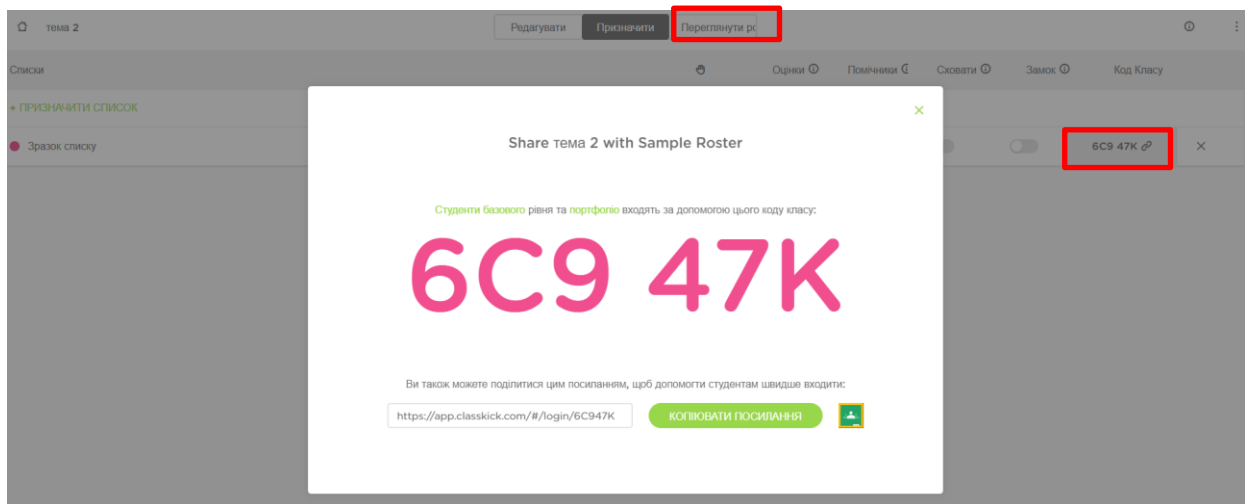 тема 2
Редагувати Призначити Переглянути ро
Списки Оцінки Помічники Сховати Замок Код Класу
+ ПРИЗНАЧИТИ СПИСОК
Зразок списку 6C9 47K
Share тема 2 with Sample Roster
Студенти базового рівня та портфоліо входять за допомогою цього коду класу:
6C9 47K
Ви також можете поділитися цим посиланням, щоб допомогти студентам швидше входити:
https://app.classkick.com/#/login/6C947K КОПІЮВАТИ ПОСИЛАННЯ